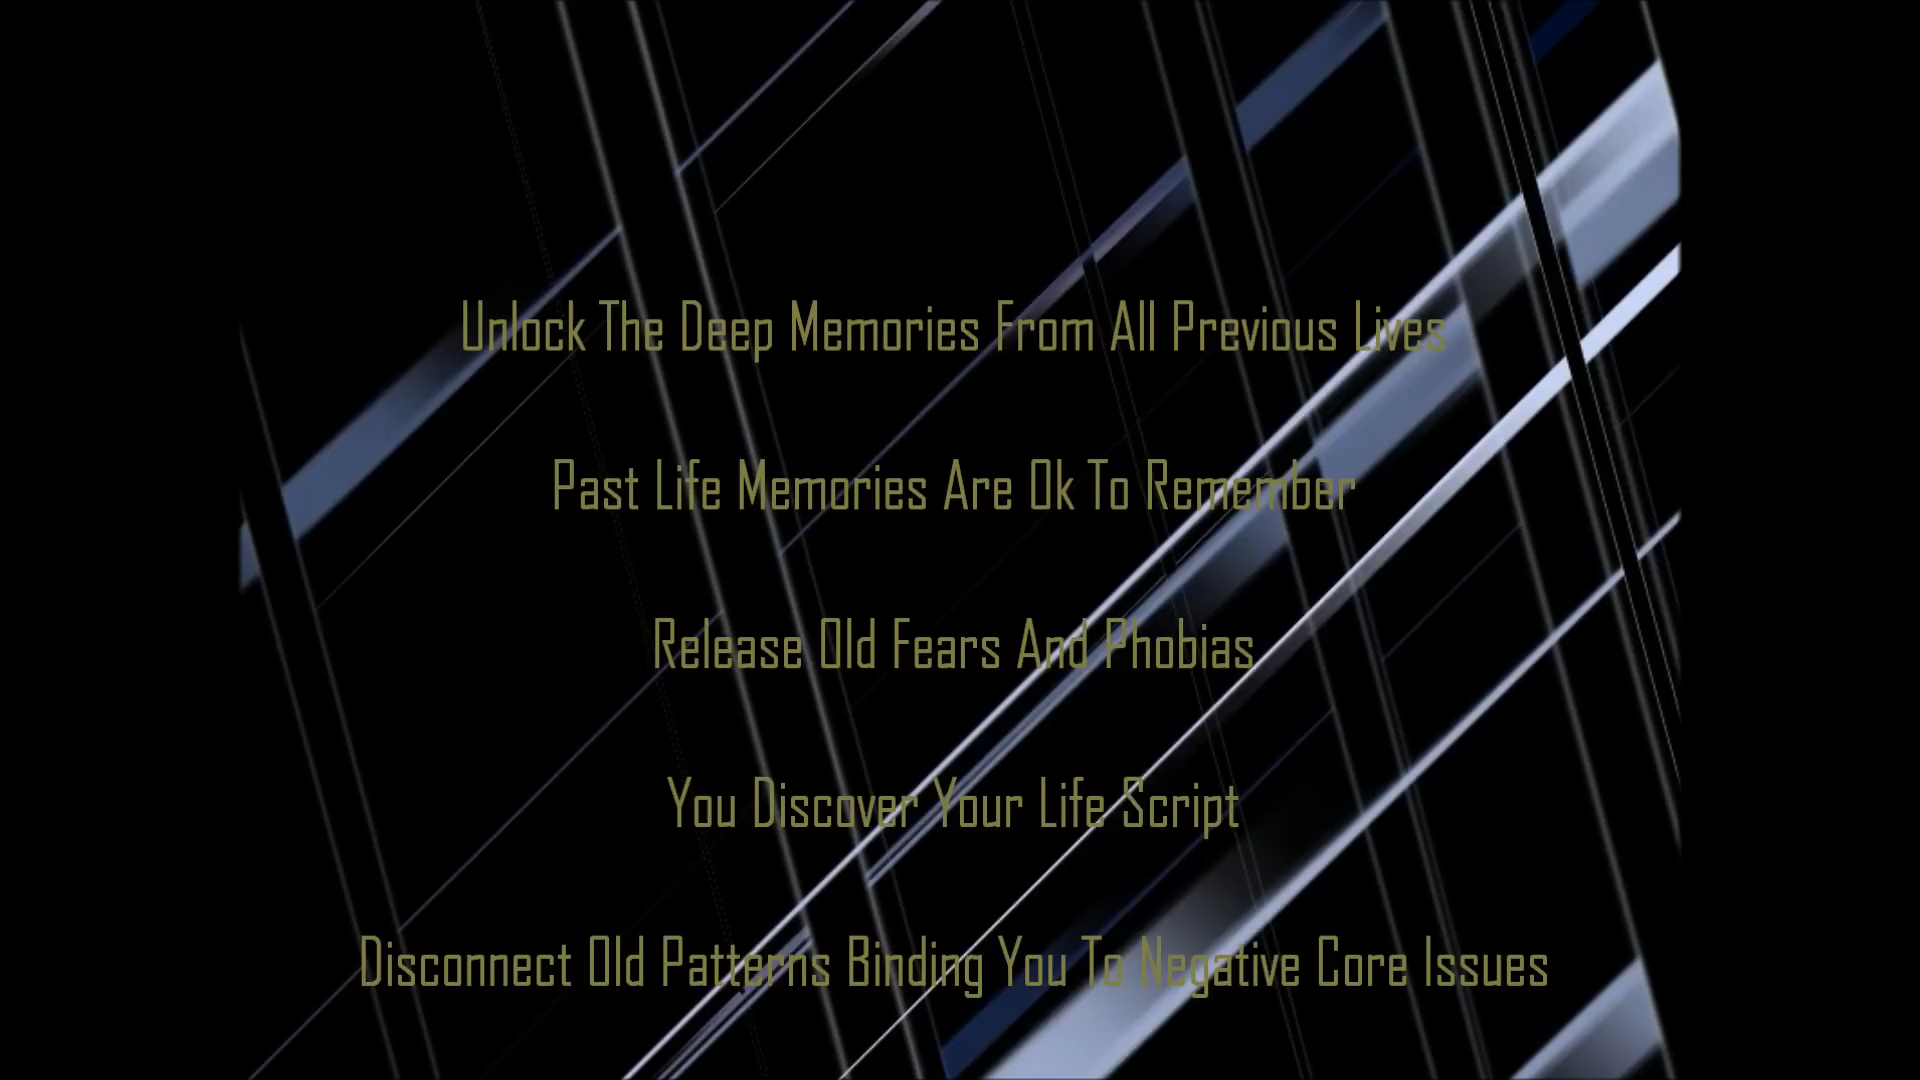 Unlock The Deep Memories From All Previous Lives
Past Life Memories Are Ok To Remember
Release Old Fears And Phobias
You Discover Your Life Script
Disconnect Old Patterns Binding You To Negative Core Issues